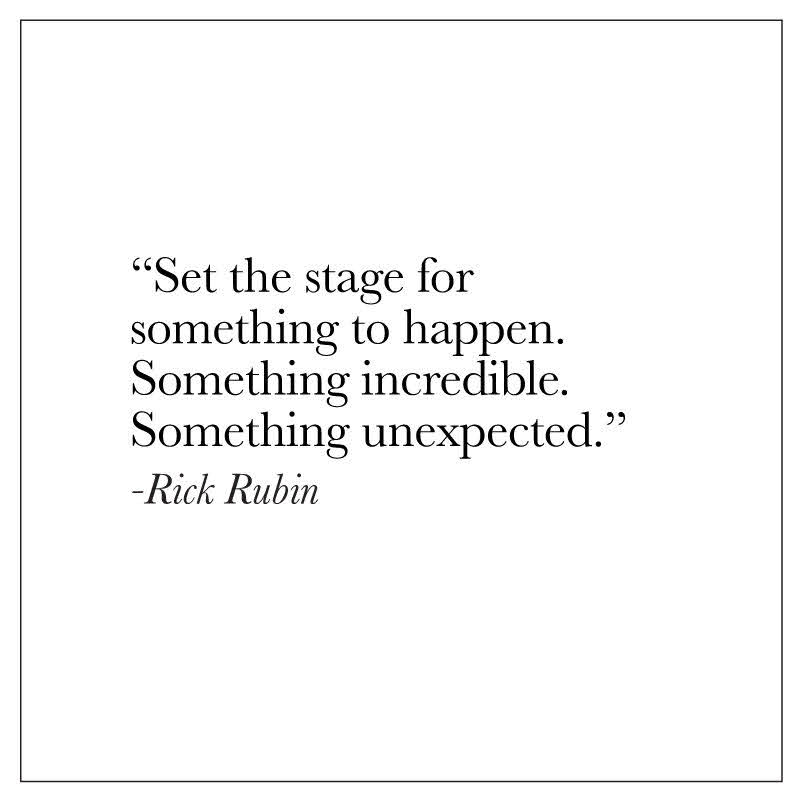 “Set the stage for
something to happen.
Something incredible.
Something unexpected.”
-Rick Rubin